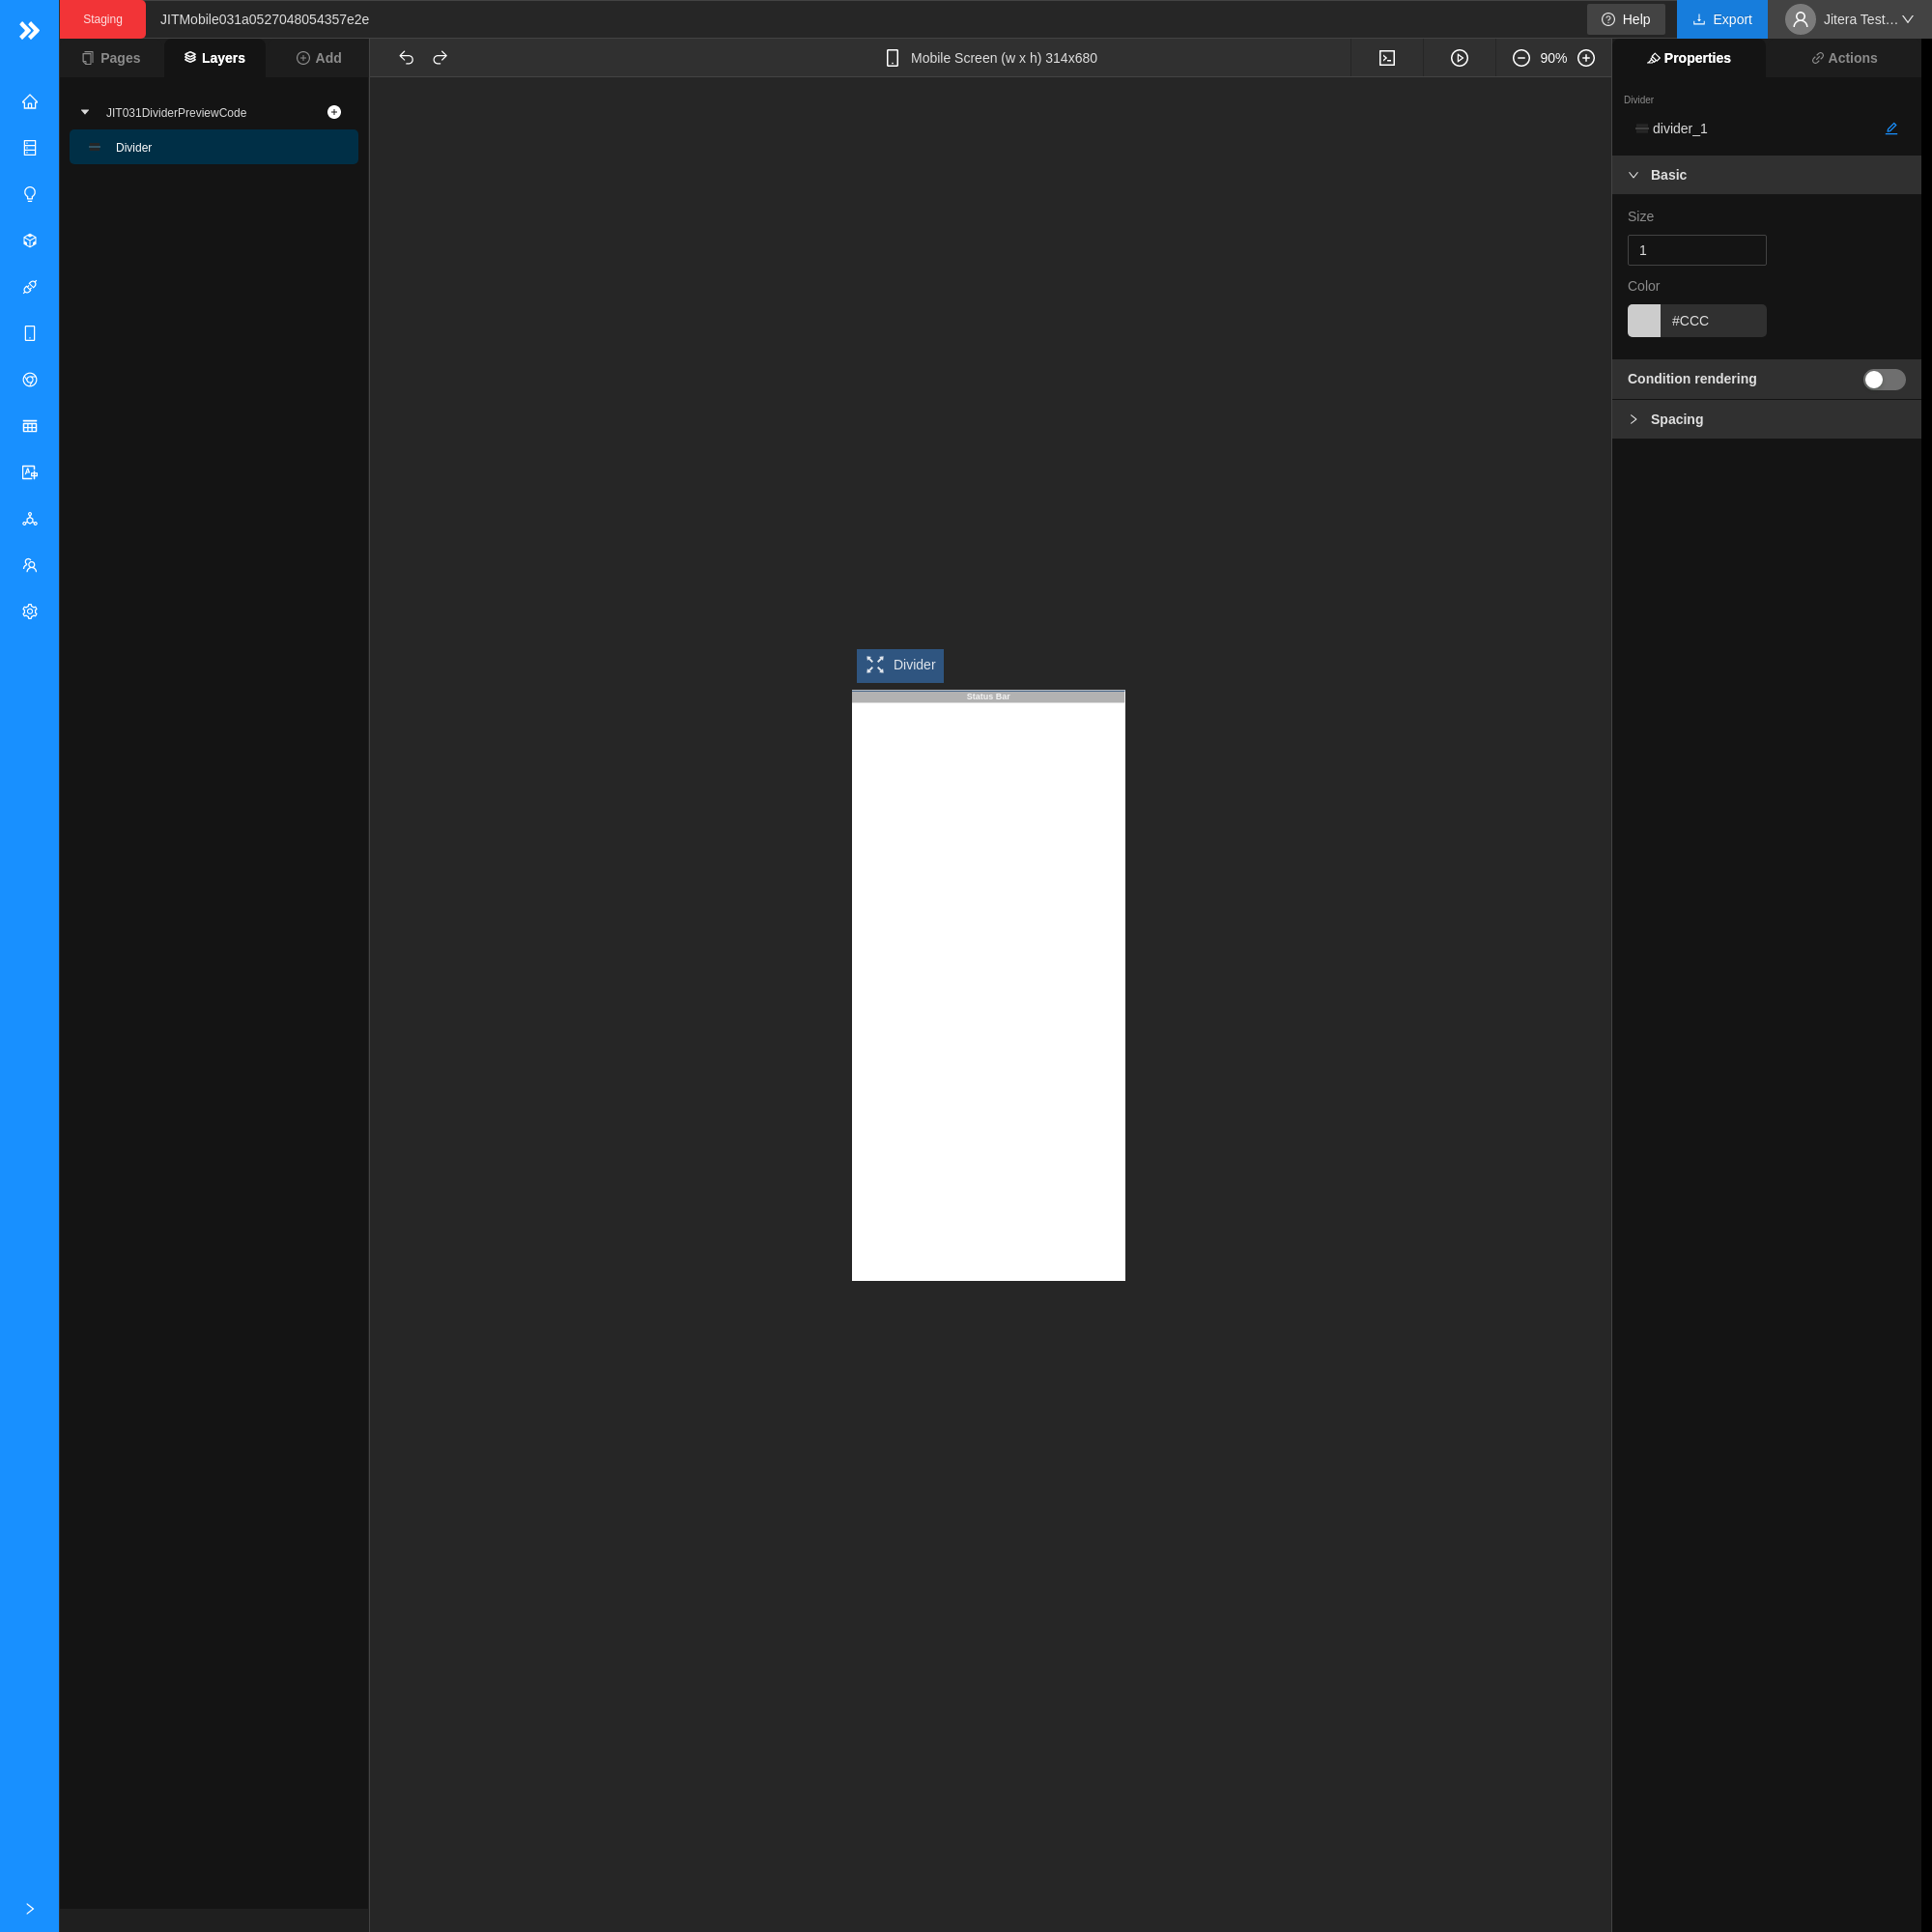 Staging
JITMobile031a0527048054357e2e
Help
Export
Jitera Test...
Pages
Layers
Add
Mobile Screen (w x h) 314x680
90%
Properties
Actions
JIT031DividerPreviewCode
Divider
Divider
divider_1
Basic
Size
1
Color
#CCC
Condition rendering
Spacing
Divider
Status Bar